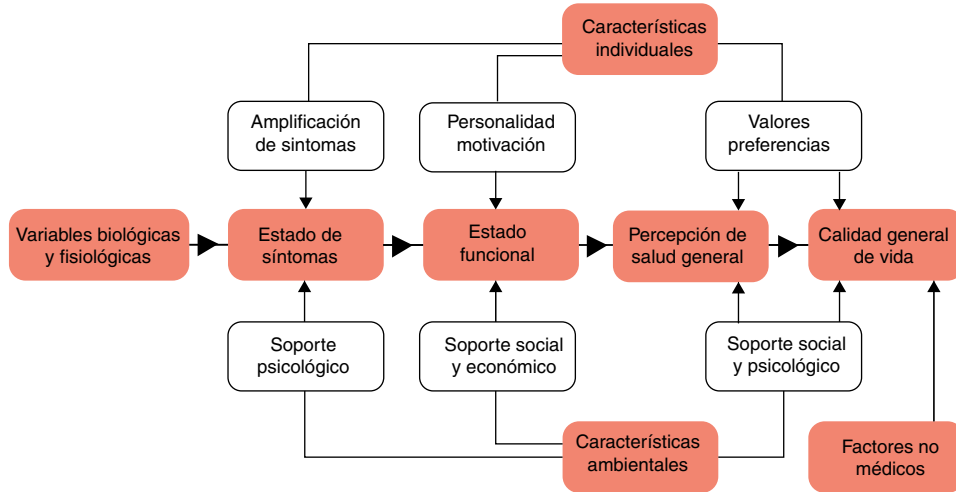 Características
individuales
Amplificación
de sintomas
Personalidad
motivación
Valores
preferencias
Variables biológicas
y fisiológicas
Estado de
síntomas
Estado
funcional
Percepción de
salud general
Calidad general
de vida
Soporte
psicológico
Soporte social
y económico
Soporte social
y psicológico
Características
ambientales
Factores no
médicos